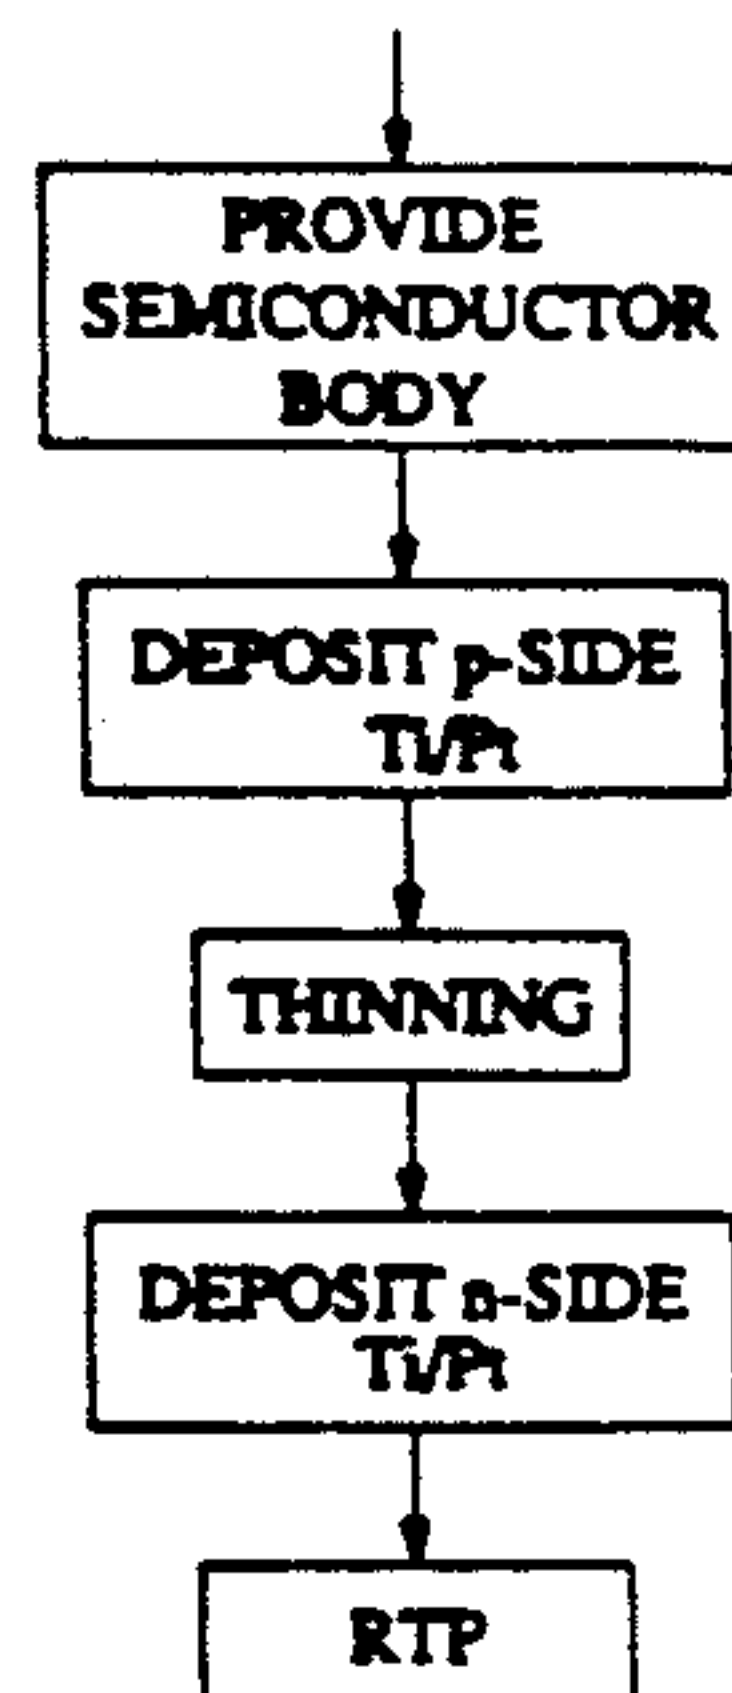 PROVIDE
SEMICONDUCTOR
BODY
DEPOSIT p-SIDE
Ti/Pt
THINNING
DEPOSIT n-SIDE
Ti/Pt
RTP